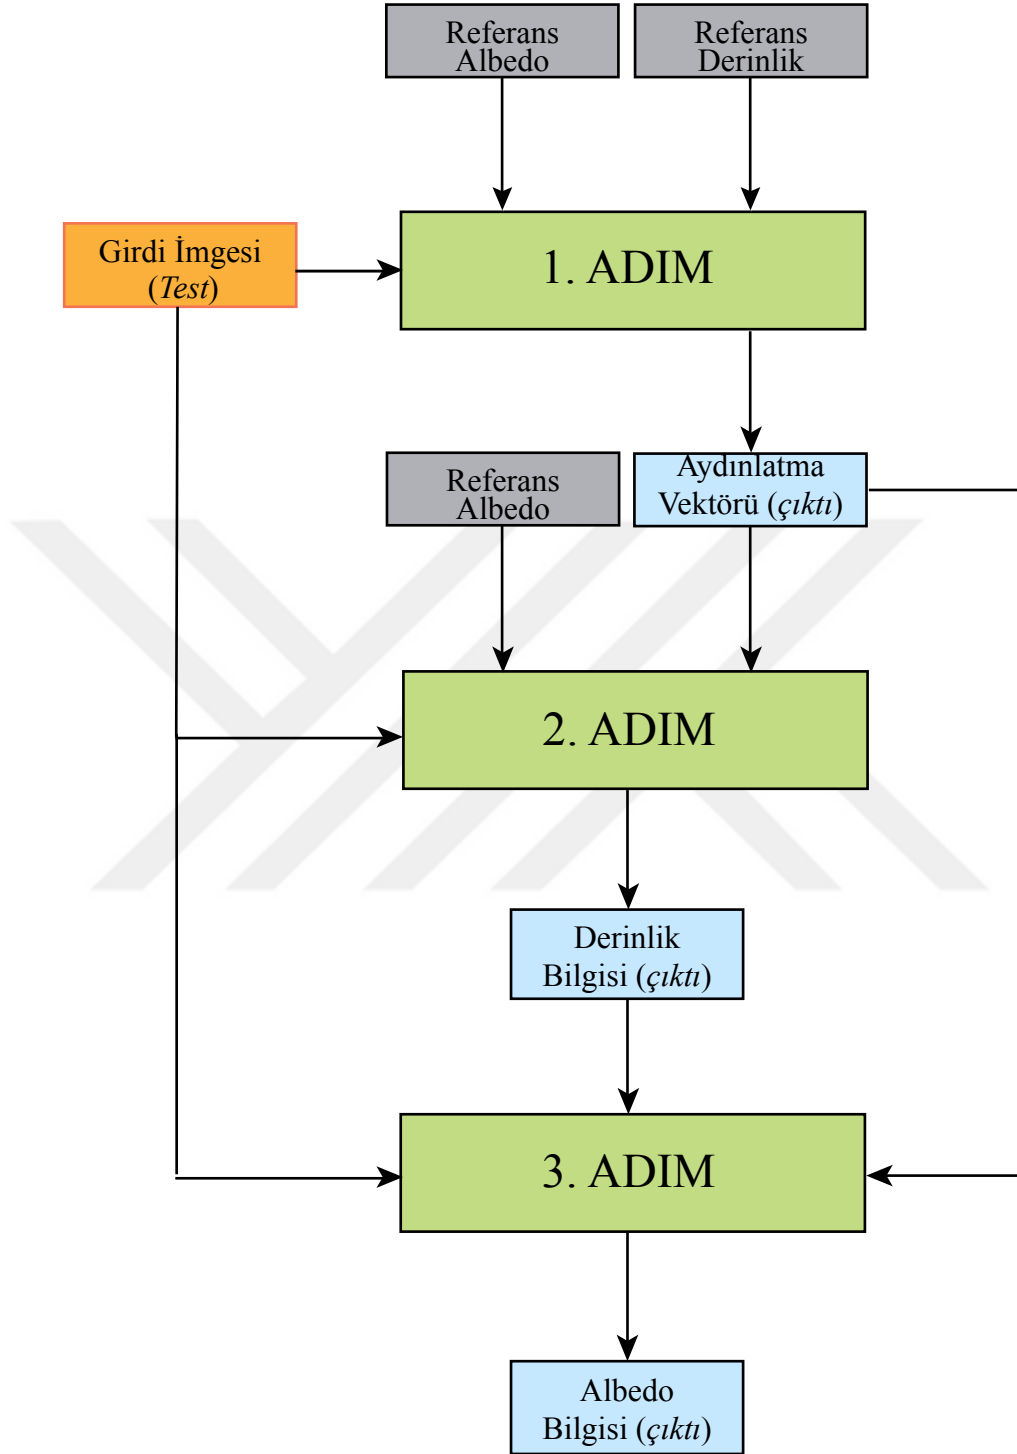 Referans
Albedo
Referans
Derinlik
Girdi İmgesi
(Test)
1. ADIM
Referans
Albedo
Aydınlatma
Vektörü (çıktı)
2. ADIM
Derinlik
Bilgisi (çıktı)
3. ADIM
Albedo
Bilgisi (çıktı)